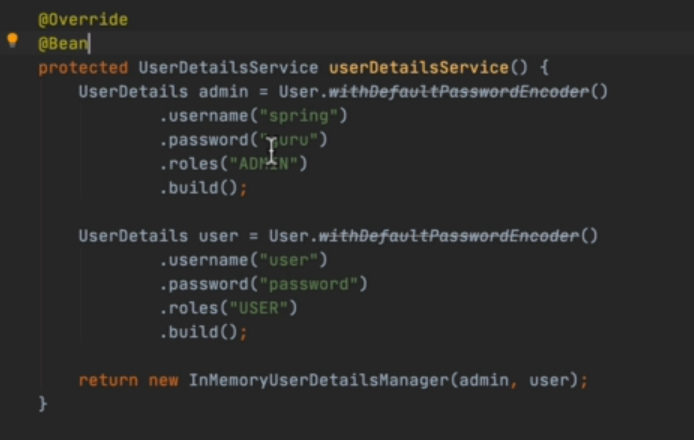 @Override
@Bean
protected UserDetailsService userDetailsService() {
UserDetails admin = User.withDefaultPasswordEncoder()
.username("spring")
.password("guru")
.roles("ADMIN")
.build();
UserDetails user = User.withDefaultPasswordEncoder()
.username("user")
.password("password")
.roles("USER")
.build();
return new InMemoryUserDetailsManager(admin, user);
}